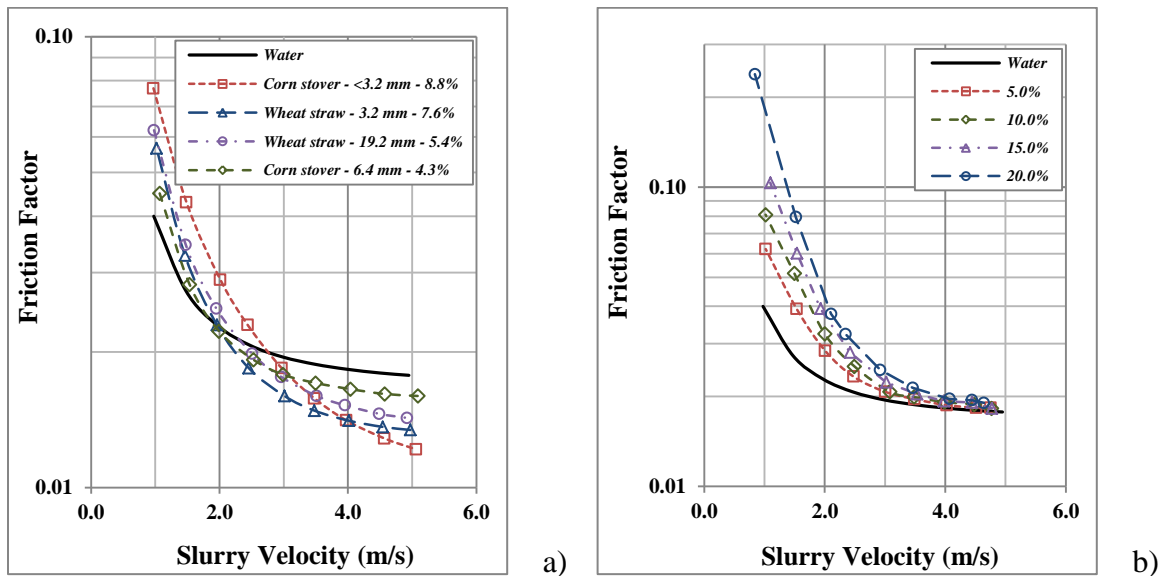 0.10
0.01
0.0 2.0 4.0 6.0
Friction Factor
Slurry Velocity (m/s)
Water
Corn stover - <3.2 mm - 8.8%
Wheat straw - 3.2 mm - 7.6%
Wheat straw - 19.2 mm - 5.4%
Corn stover - 6.4 mm - 4.3%
a)
0.10
0.01
0.0 2.0 4.0 6.0
Friction Factor
Slurry Velocity (m/s)
Water
5.0%
10.0%
15.0%
20.0%
b)